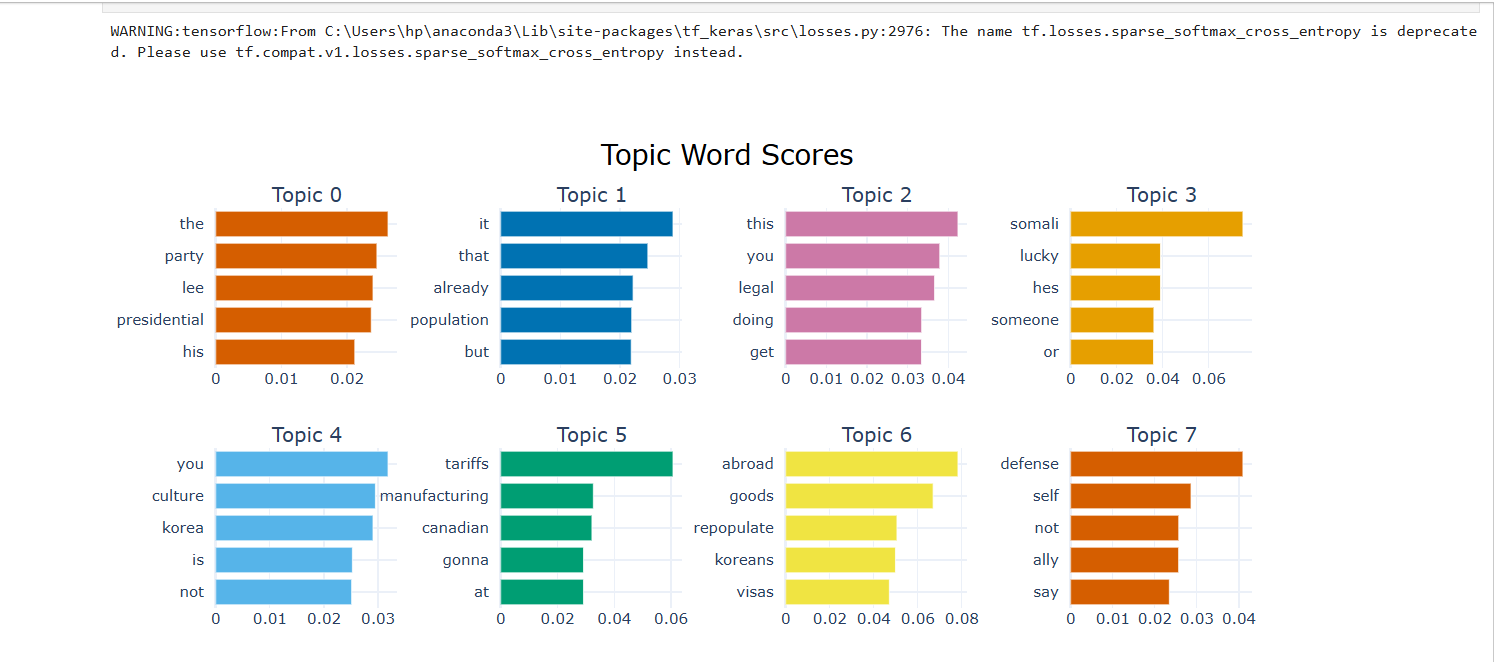 WARNING:tensorflow:From C:\Users\hp\anaconda3\Lib\site-packages\tf_keras\src\losses.py:2976: The name tf.losses.sparse_softmax_cross_entropy is deprecate
d. Please use tf.compat.v1.losses.sparse_softmax_cross_entropy instead.
Topic Word Scores
Topic 0
the
party
lee
presidential
his
0 0.01 0.02
Topic 1
it
that
already
population
but
0 0.01 0.02 0.03
Topic 2
this
you
legal
doing
get
0 0.01 0.02 0.03 0.04
Topic 3
somali
lucky
hes
someone
or
0 0.02 0.04 0.06
Topic 4
you
culture
korea
is
not
0 0.01 0.02 0.03
Topic 5
tariffs
manufacturing
canadian
gonna
at
0 0.02 0.04 0.06
Topic 6
abroad
goods
repopulate
koreans
visas
0 0.02 0.04 0.06 0.08
Topic 7
defense
self
not
ally
say
0 0.01 0.02 0.03 0.04